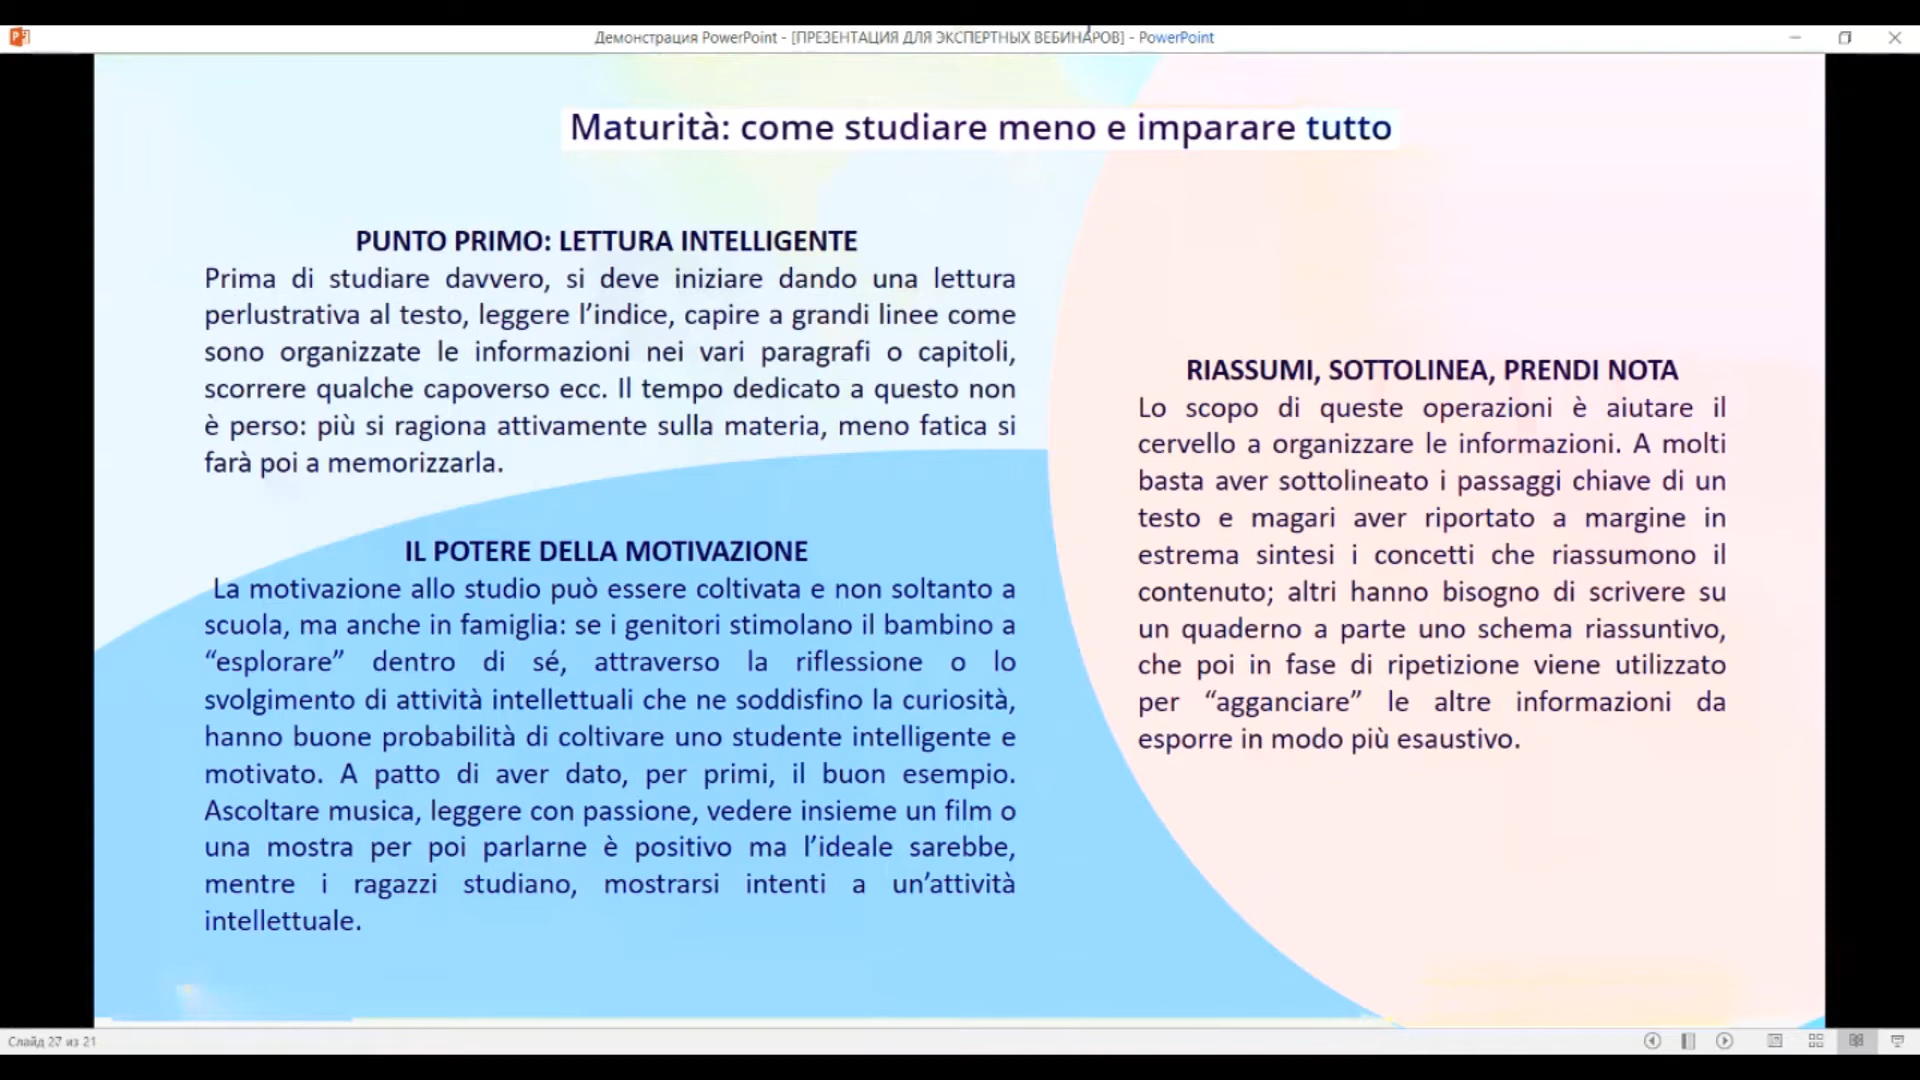 Демонстрация PowerPoint - [ПРЕЗЕНТАЦИЯ ДЛЯ ЭКСПЕРТНЫХ ВЕБИНАРОВ] - PowerPoint
Maturità: come studiare meno e imparare tutto
PUNTO PRIMO: LETTURA INTELLIGENTE
Prima di studiare davvero, si deve iniziare dando una lettura
perlustrativa al testo, leggere l’indice, capire a grandi linee come
sono organizzate le informazioni nei vari paragrafi o capitoli,
scorrere qualche capoverso ecc. Il tempo dedicato a questo non
è perso: più si ragiona attivamente sulla materia, meno fatica si
farà poi a memorizzarla.
IL POTERE DELLA MOTIVAZIONE
La motivazione allo studio può essere coltivata e non soltanto a
scuola, ma anche in famiglia: se i genitori stimolano il bambino a
“esplorare” dentro di sé, attraverso la riflessione o lo
svolgimento di attività intellettuali che ne soddisfino la curiosità,
hanno buone probabilità di coltivare uno studente intelligente e
motivato. A patto di aver dato, per primi, il buon esempio.
Ascoltare musica, leggere con passione, vedere insieme un film o
una mostra per poi parlarne è positivo ma l’ideale sarebbe,
mentre i ragazzi studiano, mostrarsi intenti a un’attività
intellettuale.
RIASSUMI, SOTTOLINEA, PRENDI NOTA
Lo scopo di queste operazioni è aiutare il
cervello a organizzare le informazioni. A molti
basta aver sottolineato i passaggi chiave di un
testo e magari aver riportato a margine in
estrema sintesi i concetti che riassumono il
contenuto; altri hanno bisogno di scrivere su
un quaderno a parte uno schema riassuntivo,
che poi in fase di ripetizione viene utilizzato
per “agganciare” le altre informazioni da
esporre in modo più esaustivo.
Слайд 27 из 21